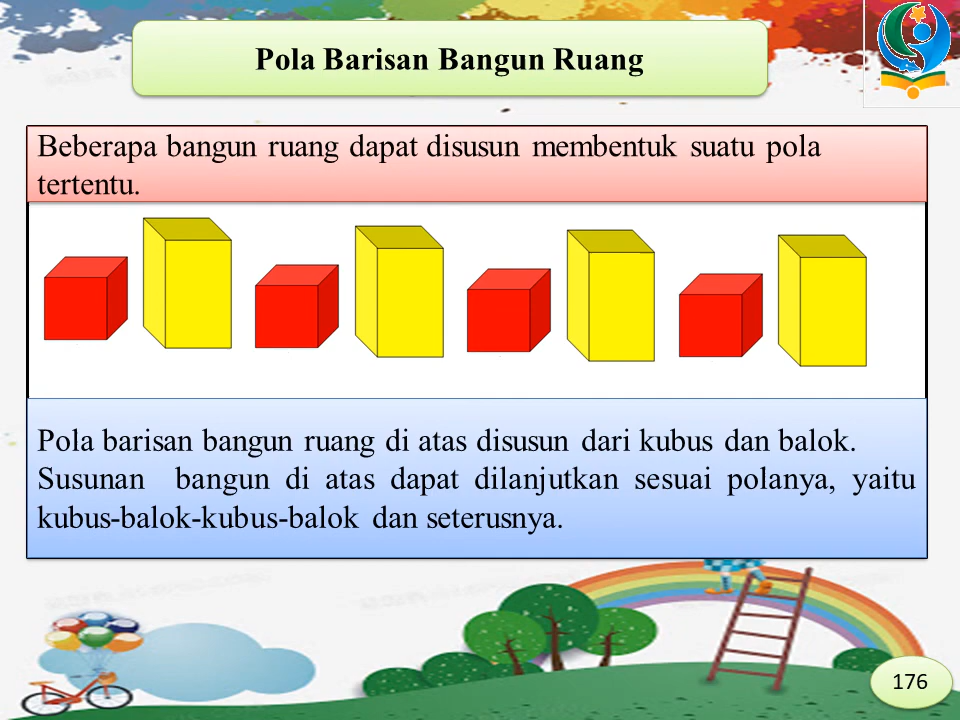 Pola Barisan Bangun Ruang
Beberapa bangun ruang dapat disusun membentuk suatu pola
tertentu.
Pola barisan bangun ruang di atas disusun dari kubus dan balok.
Susunan bangun di atas dapat dilanjutkan sesuai polanya, yaitu
kubus-balok-kubus-balok dan seterusnya.
176